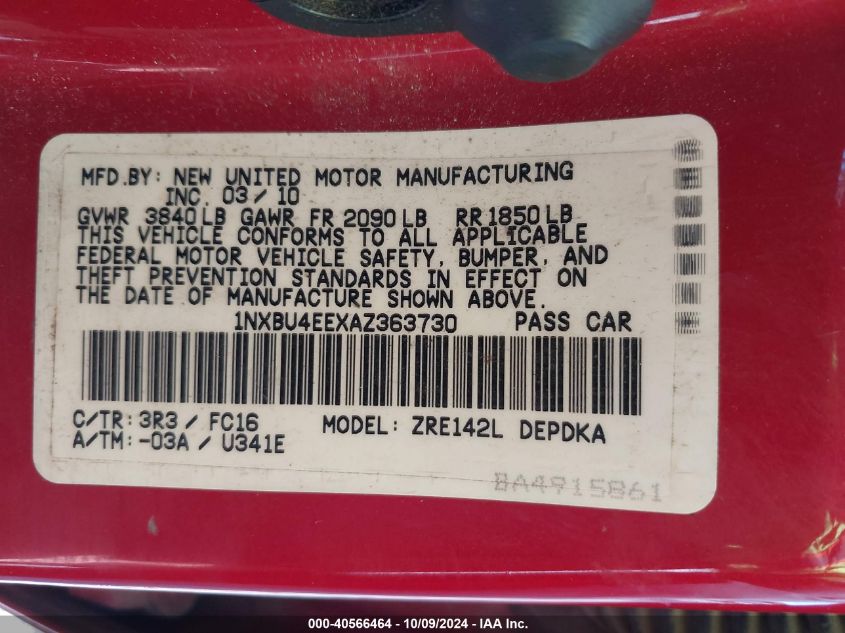 MFD.BY: NEW UNITED MOTOR MANUFACTURING
INC. 03/10
GVWR 3840LB GAWR FR 2090LB RR1850LB
THIS VEHICLE CONFORMS TO ALL APPLICABLE
FEDERAL MOTOR VEHICLE SAFETY, BUMPER, AND
THEFT PREVENTION STANDARDS IN EFFECT ON
THE DATE OF MANUFACTURE SHOWN ABOVE.
1NXBU4EEXAZ363730 PASS CAR
C/TR: 3R3 / FC16 MODEL: ZRE142L DEPDKA
A/TM: -03A / U341E
BA4915861
000-40566464 - 10/09/2024 - IAA Inc.